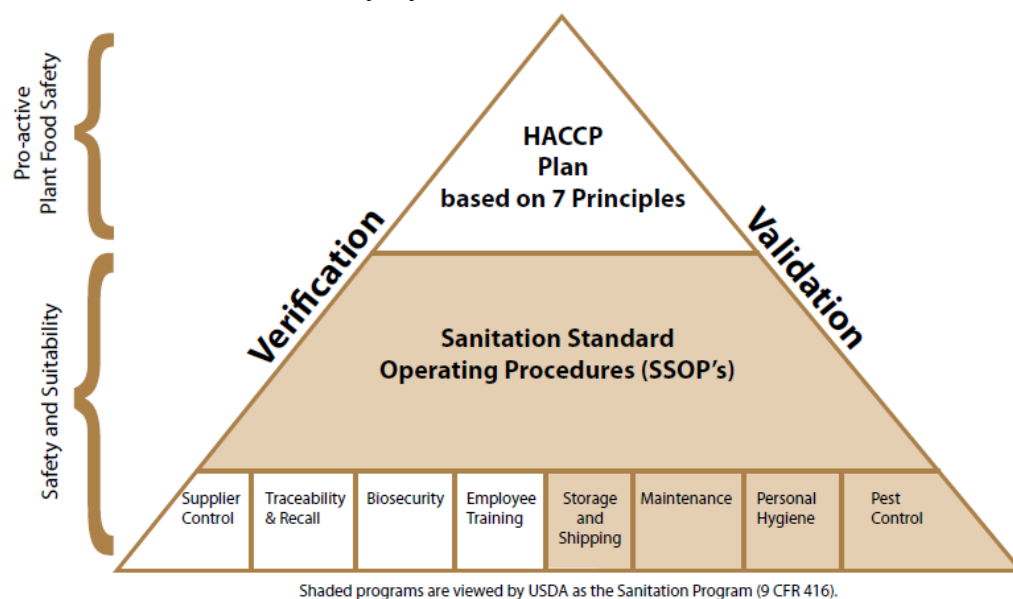 Pro-active
Plant Food Safety
Safety and Suitability
HACCP
Plan
based on 7 Principles
Verification
Validation
Sanitation Standard
Operating Procedures (SSOP's)
Supplier
Control
Traceability
& Recall
Biosecurity
Employee
Training
Storage
and
Shipping
Maintenance
Personal
Hygiene
Pest
Control
Shaded programs are viewed by USDA as the Sanitation Program (9 CFR 416).